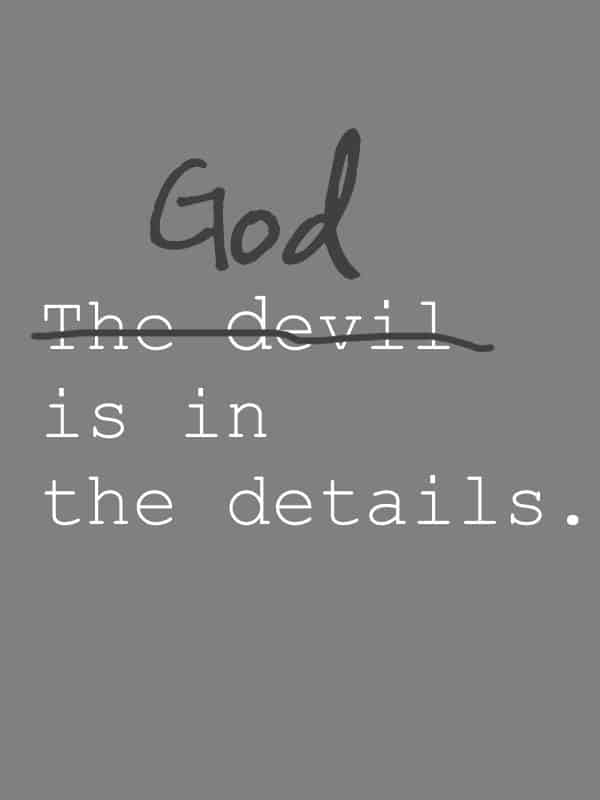 God
The devil
is in
the details.